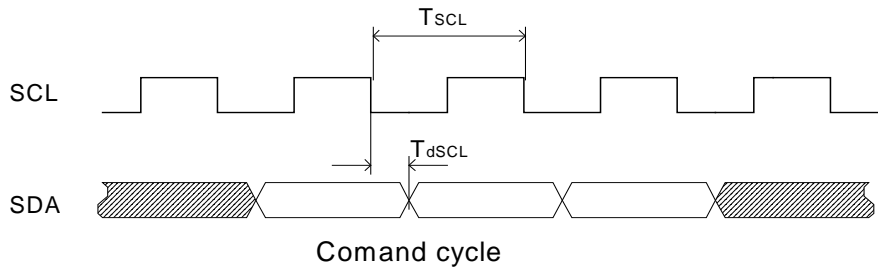 TSCL
SCL
TdSCL
SDA
Comand cycle